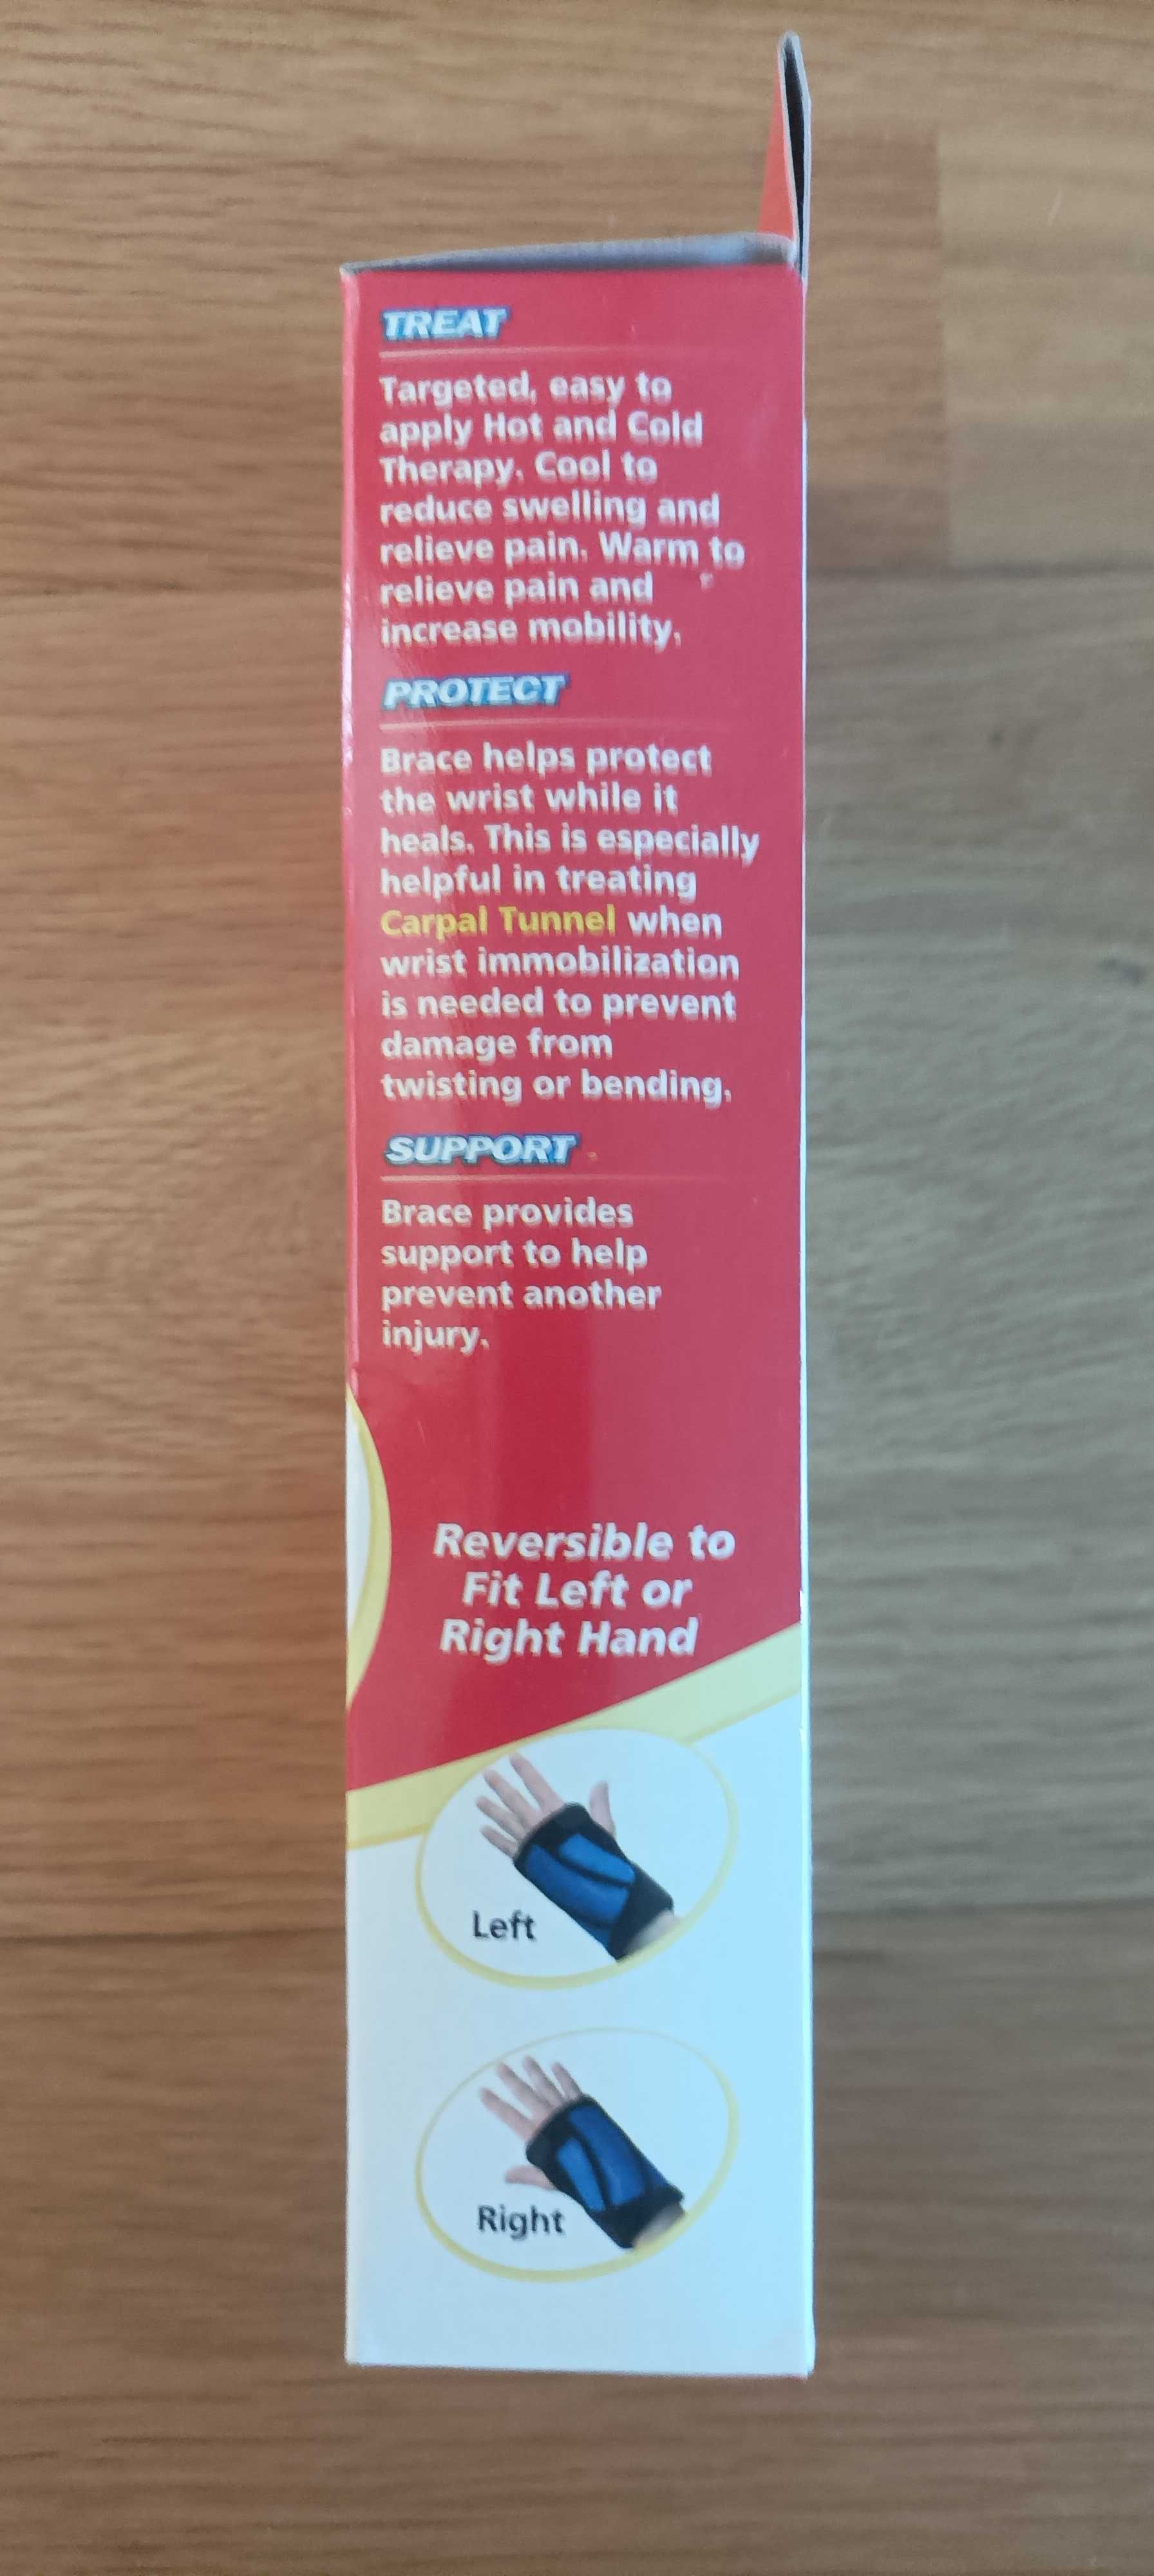 TREAT
Targeted, easy to
apply Hot and Cold
Therapy. Cool to
reduce swelling and
relieve pain. Warm to
relieve pain and
increase mobility.
PROTECT
Brace helps protect
the wrist while it
heals. This is especially
helpful in treating
Carpal Tunnel when
wrist immobilization
is needed to prevent
damage from
twisting or bending.
SUPPORT
Brace provides
support to help
prevent another
injury.
Reversible to
Fit Left or
Right Hand
Left
Right